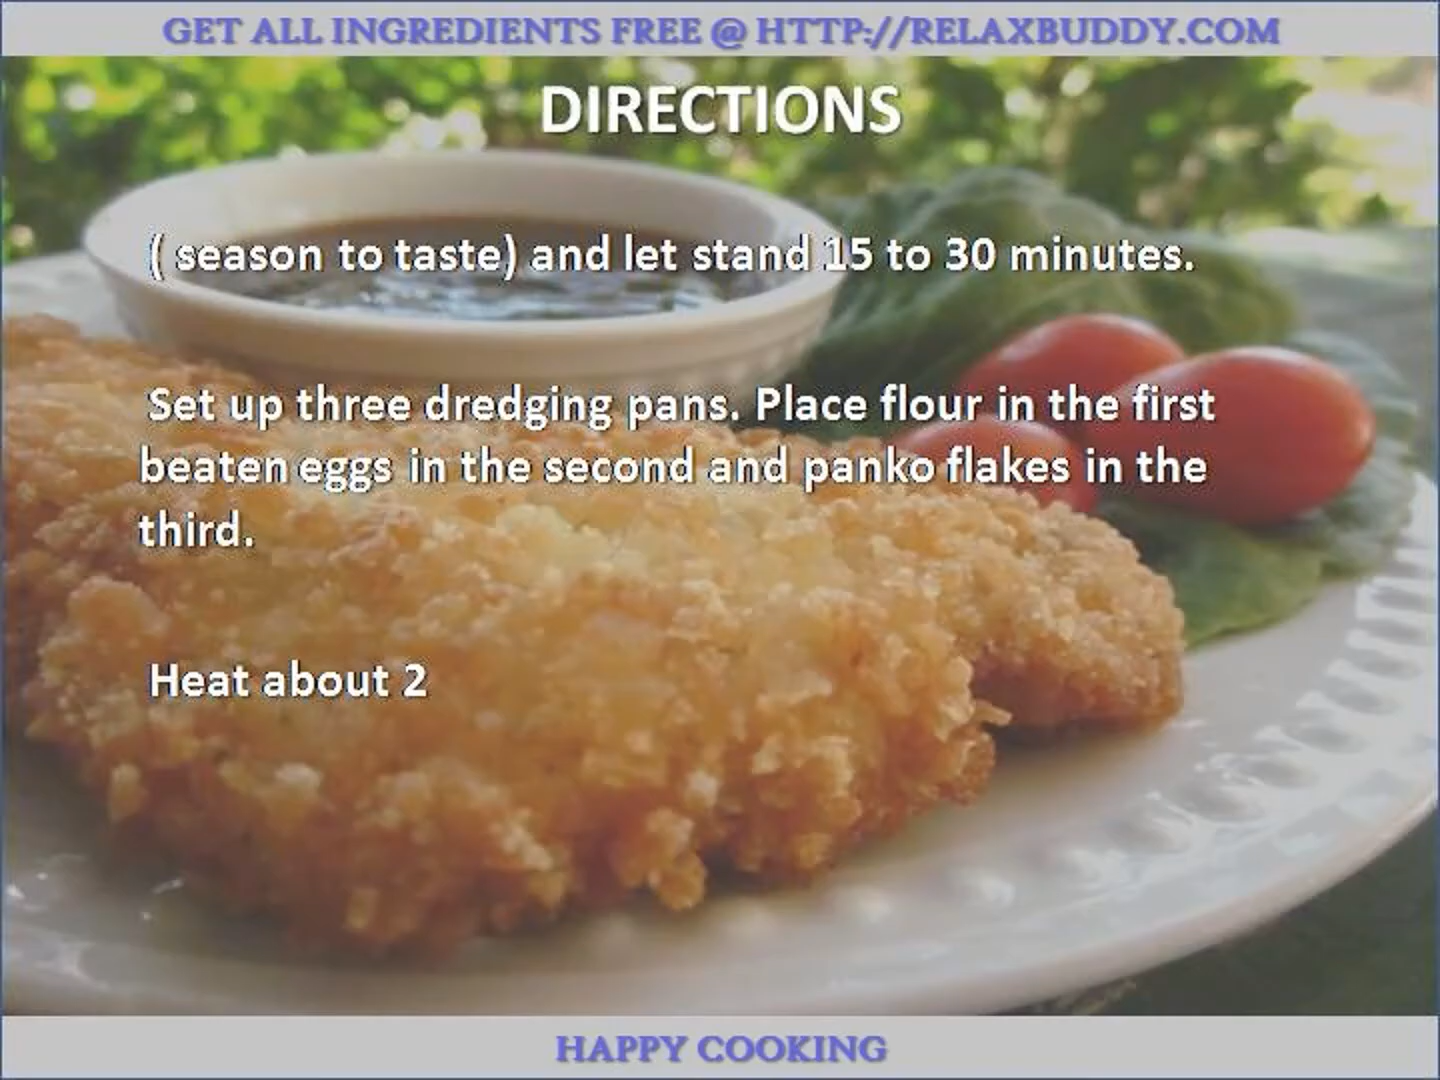 GET ALL INGREDIENTS FREE @ HTTP://RELAXBUDDY.COM
DIRECTIONS
( season to taste) and let stand 15 to 30 minutes.
Set up three dredging pans. Place flour in the first
beaten eggs in the second and panko flakes in the
third.
Heat about 2
HAPPY COOKING